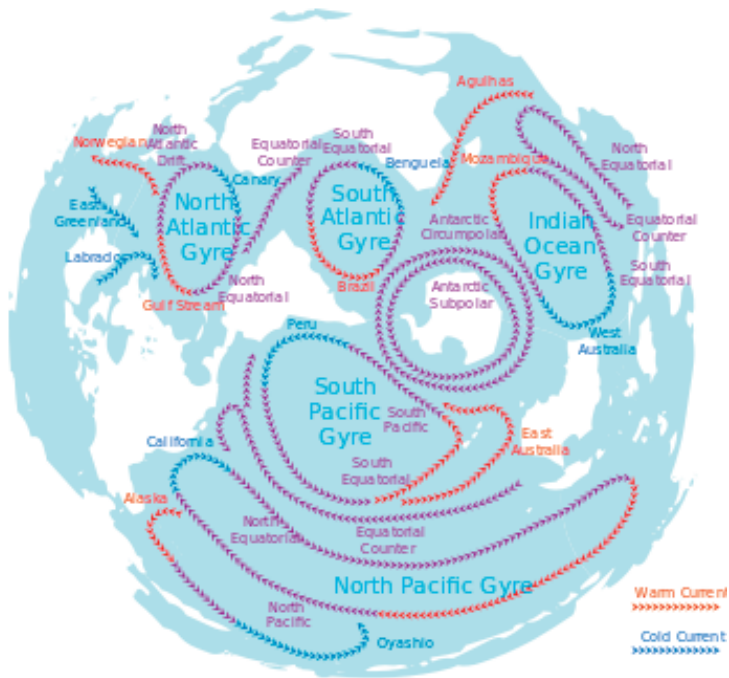 Agulhas
Norwegian
North
Atlantic
Drift
Equatorial
Counter
South
Equatorial
Benguela
Mozambique
North
Equatorial
Canary
East
Greenland
North
Atlantic
Gyre
South
Atlantic
Gyre
Antarctic
Circumpolar
Indian
Ocean
Gyre
Equatorial
Counter
Labrador
South
Equatorial
North
Equatorial
Gulf Stream
Brazil
Antarctic
Subpolar
Peru
West
Australia
South
Pacific
Gyre
South
Pacific
California
East
Australia
South
Equatorial
Alaska
North
Equatorial
Equatorial
Counter
North Pacific Gyre
North
Pacific
Oyashio
Warm Current
Cold Current